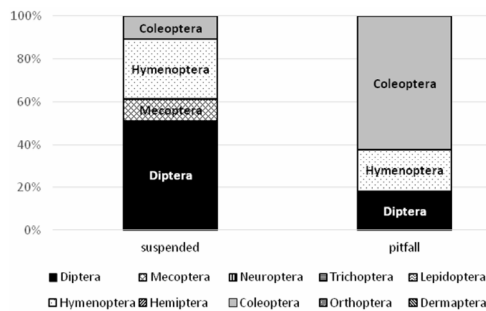 100%
80%
60%
40%
20%
0%
Coleoptera
Hymenoptera
Mecoptera
Diptera
Coleoptera
Hymenoptera
Diptera
suspended pitfall
Diptera Mecoptera Neuroptera Trichoptera Lepidoptera
Hymenoptera Hemiptera Coleoptera Orthoptera Dermaptera